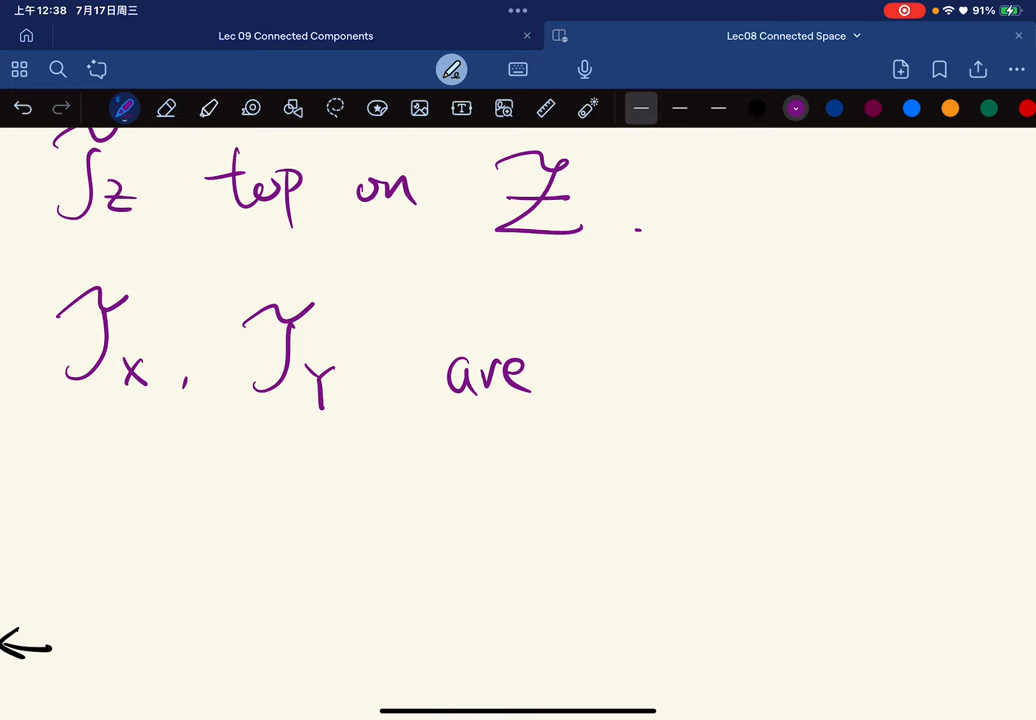 上午12:38 7月17日周三
91%
Lec 09 Connected Components
Lec08 Connected Space
𝒯z top on Z.
𝒯X, 𝒯Y are